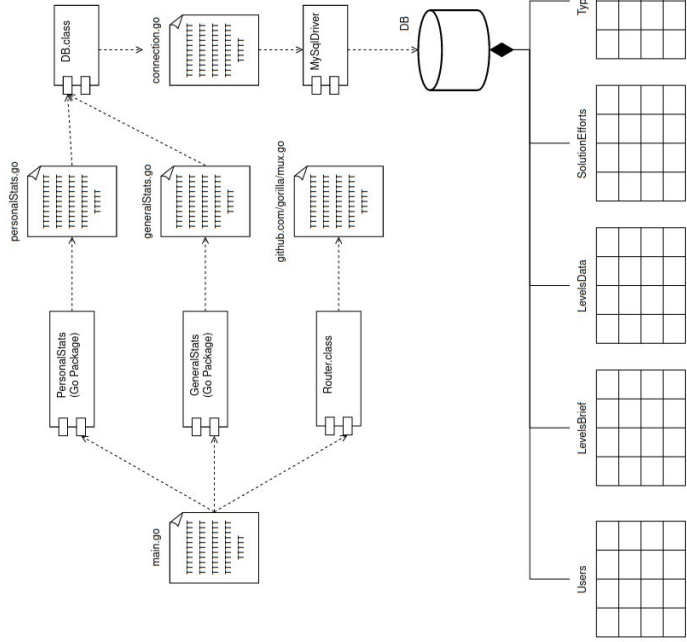 main.go
PersonalStats
(Go Package)
GeneralStats
(Go Package)
Router.class
personalStats.go
generalStats.go
github.com/gorilla/mux.go
DB.class
connection.go
MySqlDriver
DB
Users
LevelsBrief
LevelsData
SolutionEfforts
Typ